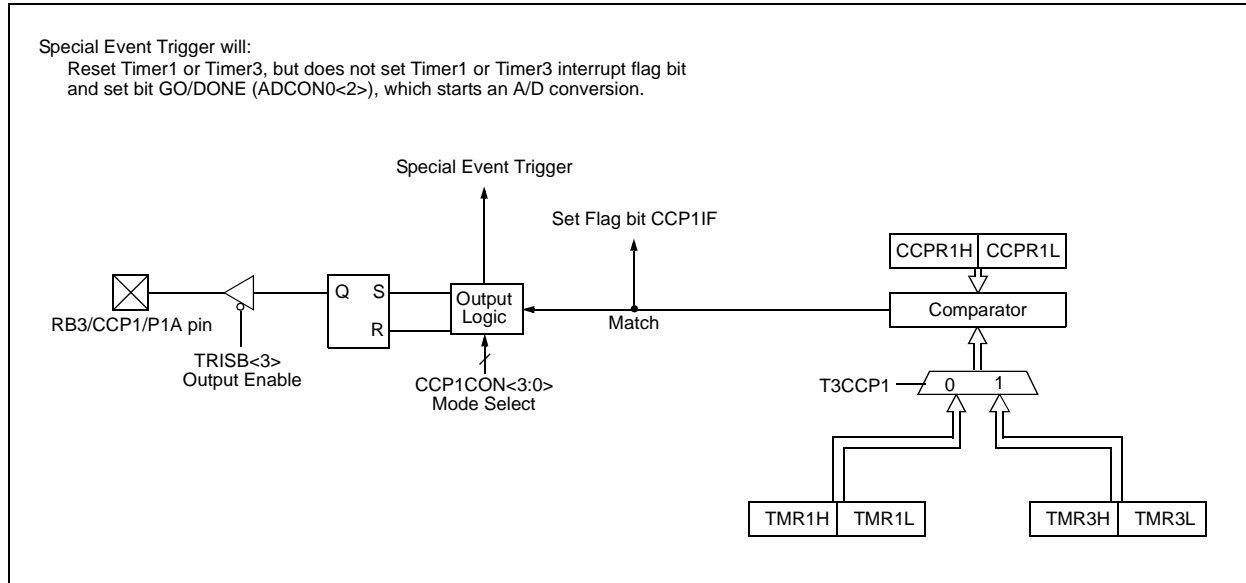 Special Event Trigger will:
Reset Timer1 or Timer3, but does not set Timer1 or Timer3 interrupt flag bit
and set bit GO/DONE (ADCON0<2>), which starts an A/D conversion.
Special Event Trigger
Set Flag bit CCP1IF
CCPR1H CCPR1L
Q S
R
Output
Logic
Match
Comparator
RB3/CCP1/P1A pin
TRISB<3>
Output Enable
CCP1CON<3:0>
Mode Select
T3CCP1
0 1
TMR1H TMR1L
TMR3H TMR3L